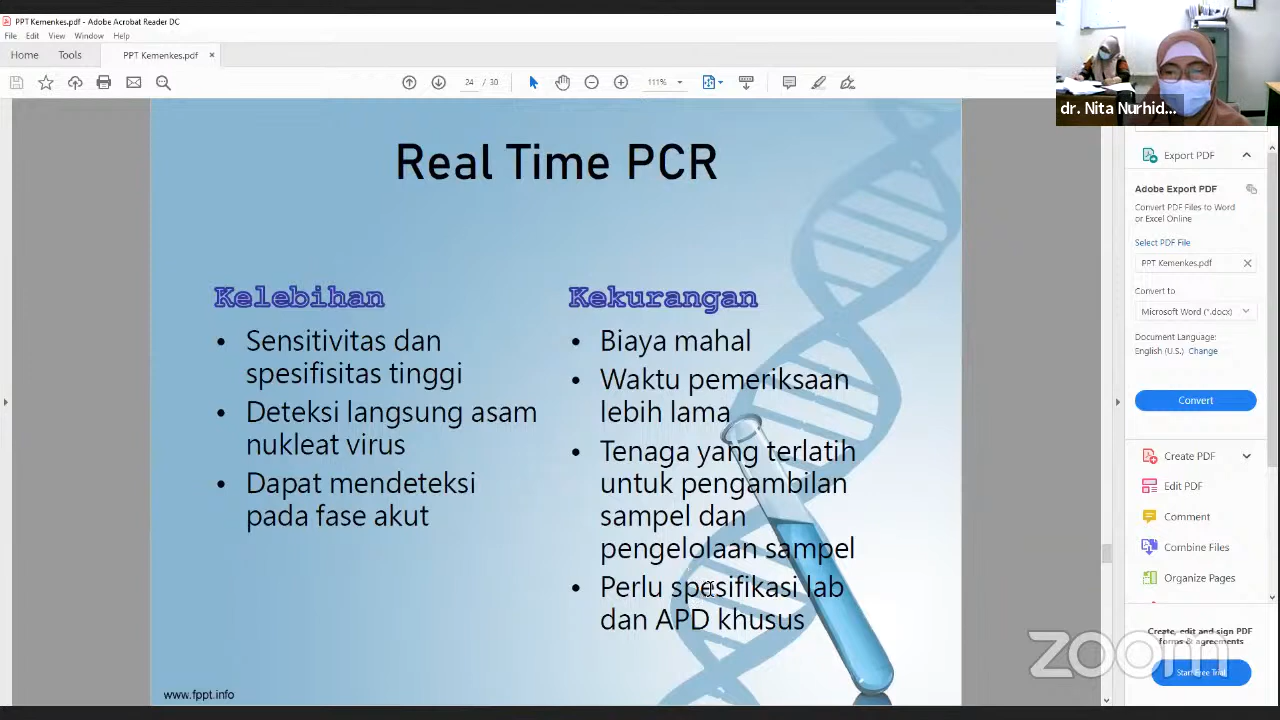 PPT Kemenkes.pdf - Adobe Acrobat Reader DC
File Edit View Window Help
Home Tools PPT Kemenkes.pdf ×
24 / 30 111%
dr. Nita Nurhid...
Real Time PCR
Kelebihan
• Sensitivitas dan
spesifisitas tinggi
• Deteksi langsung asam
nukleat virus
• Dapat mendeteksi
pada fase akut
Kekurangan
• Biaya mahal
• Waktu pemeriksaan
lebih lama
• Tenaga yang terlatih
untuk pengambilan
sampel dan
pengelolaan sampel
• Perlu spesifikasi lab
dan APD khusus
www.fppt.info
Export PDF
Adobe Export PDF
Convert PDF Files to Word
or Excel Online
Select PDF File
PPT Kemenkes.pdf
Convert to
Microsoft Word (*.docx)
Document Language:
English (U.S.) Change
Convert
Create PDF
Edit PDF
Comment
Combine Files
Organize Pages
Create, edit and sign PDF
forms & agreements
Start Free Trial
zoom